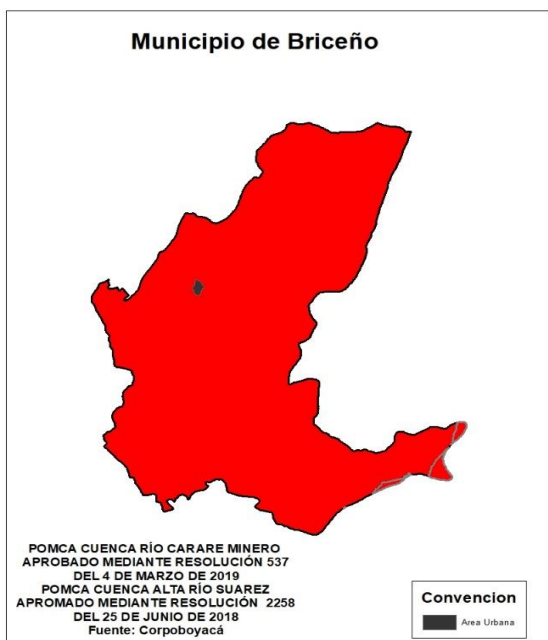 Municipio de Briceño
POMCA CUENCA RÍO CARARE MINERO
APROBADO MEDIANTE RESOLUCIÓN 537
DEL 4 DE MARZO DE 2019
POMCA CUENCA ALTA RÍO SUAREZ
APROMADO MEDIANTE RESOLUCIÓN 2258
DEL 25 DE JUNIO DE 2018
Fuente: Corpoboyacá
Convencion
Area Urbana